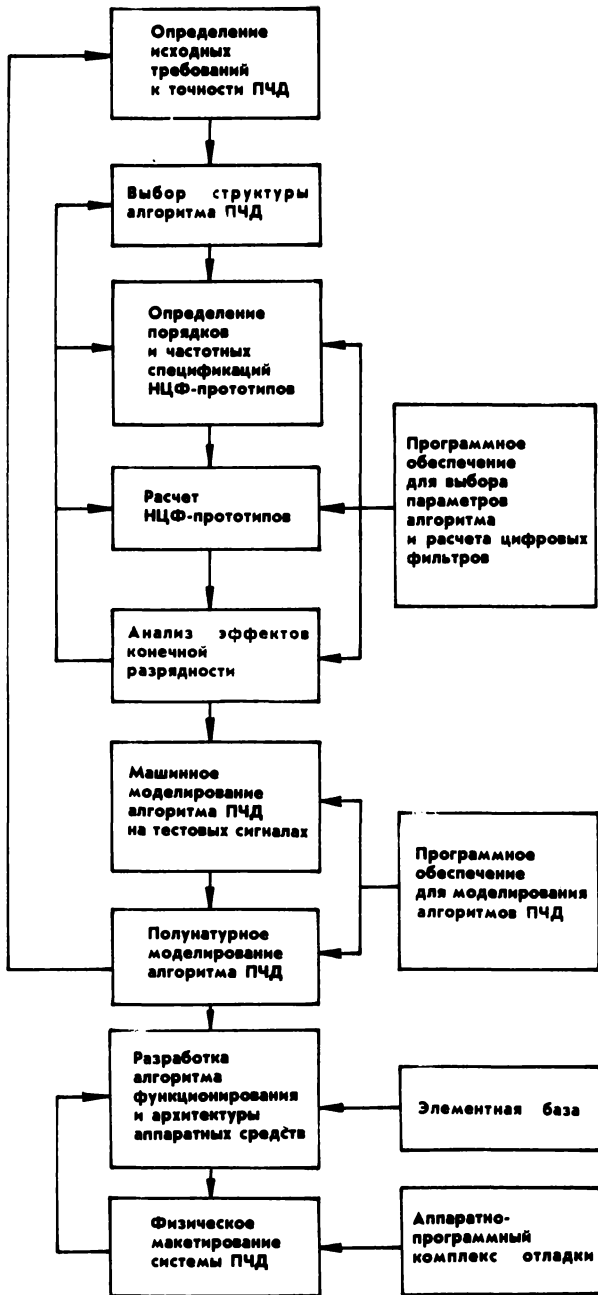 Определение
исходных
требований
к точности ПЧД
Выбор структуры
алгоритма ПЧД
Определение
порядков
и частотных
спецификаций
НЦФ-прототипов
Расчет
НЦФ-прототипов
Программное
обеспечение
для выбора
параметров
алгоритма
и расчета цифровых
фильтров
Анализ эффектов
конечной
разрядности
Машинное
моделирование
алгоритма ПЧД
на тестовых сигналах
Полунатурное
моделирование
алгоритма ПЧД
Программное
обеспечение
для моделирования
алгоритмов ПЧД
Разработка
алгоритма
функционирования
и архитектуры
аппаратных средств
Элементная база
Физическое
макетирование
системы ПЧД
Аппаратно-
программный
комплекс отладки